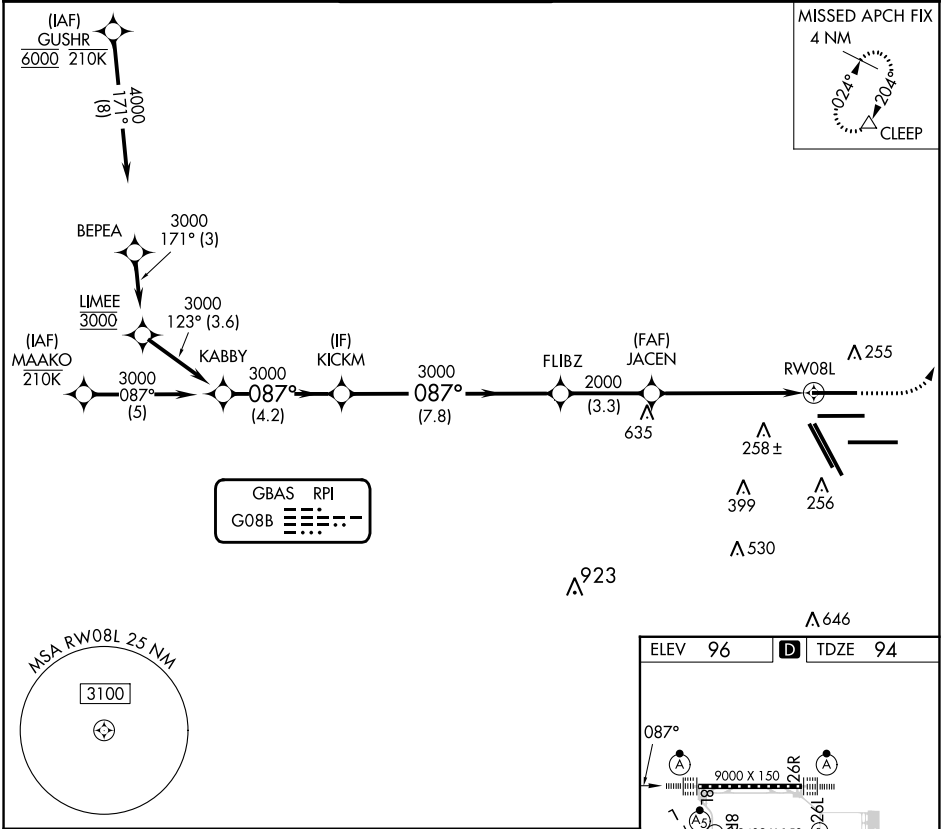 (IAF)
GUSHR
6000 210K
4000
171°
(8)
MISSED APCH FIX
4 NM
024°
204°
CLEEP
BEPEA
3000
171° (3)
LIMEE
3000
3000
123° (3.6)
(IAF)
MAAKO
210K
3000
087°
(5)
KABBY
3000
087°
(4.2)
(IF)
KICKM
3000
087°
(7.8)
FLIBZ
2000
(3.3)
(FAF)
JACEN
635
RW08L
255
258 ±
399
256
530
923
646
GBAS RPI
G08B
MSA RW08L 25 NM
3100
ELEV 96
D
TDZE 94
087°
A
A
9000 X 150
26R
18L
A5
8R
26L